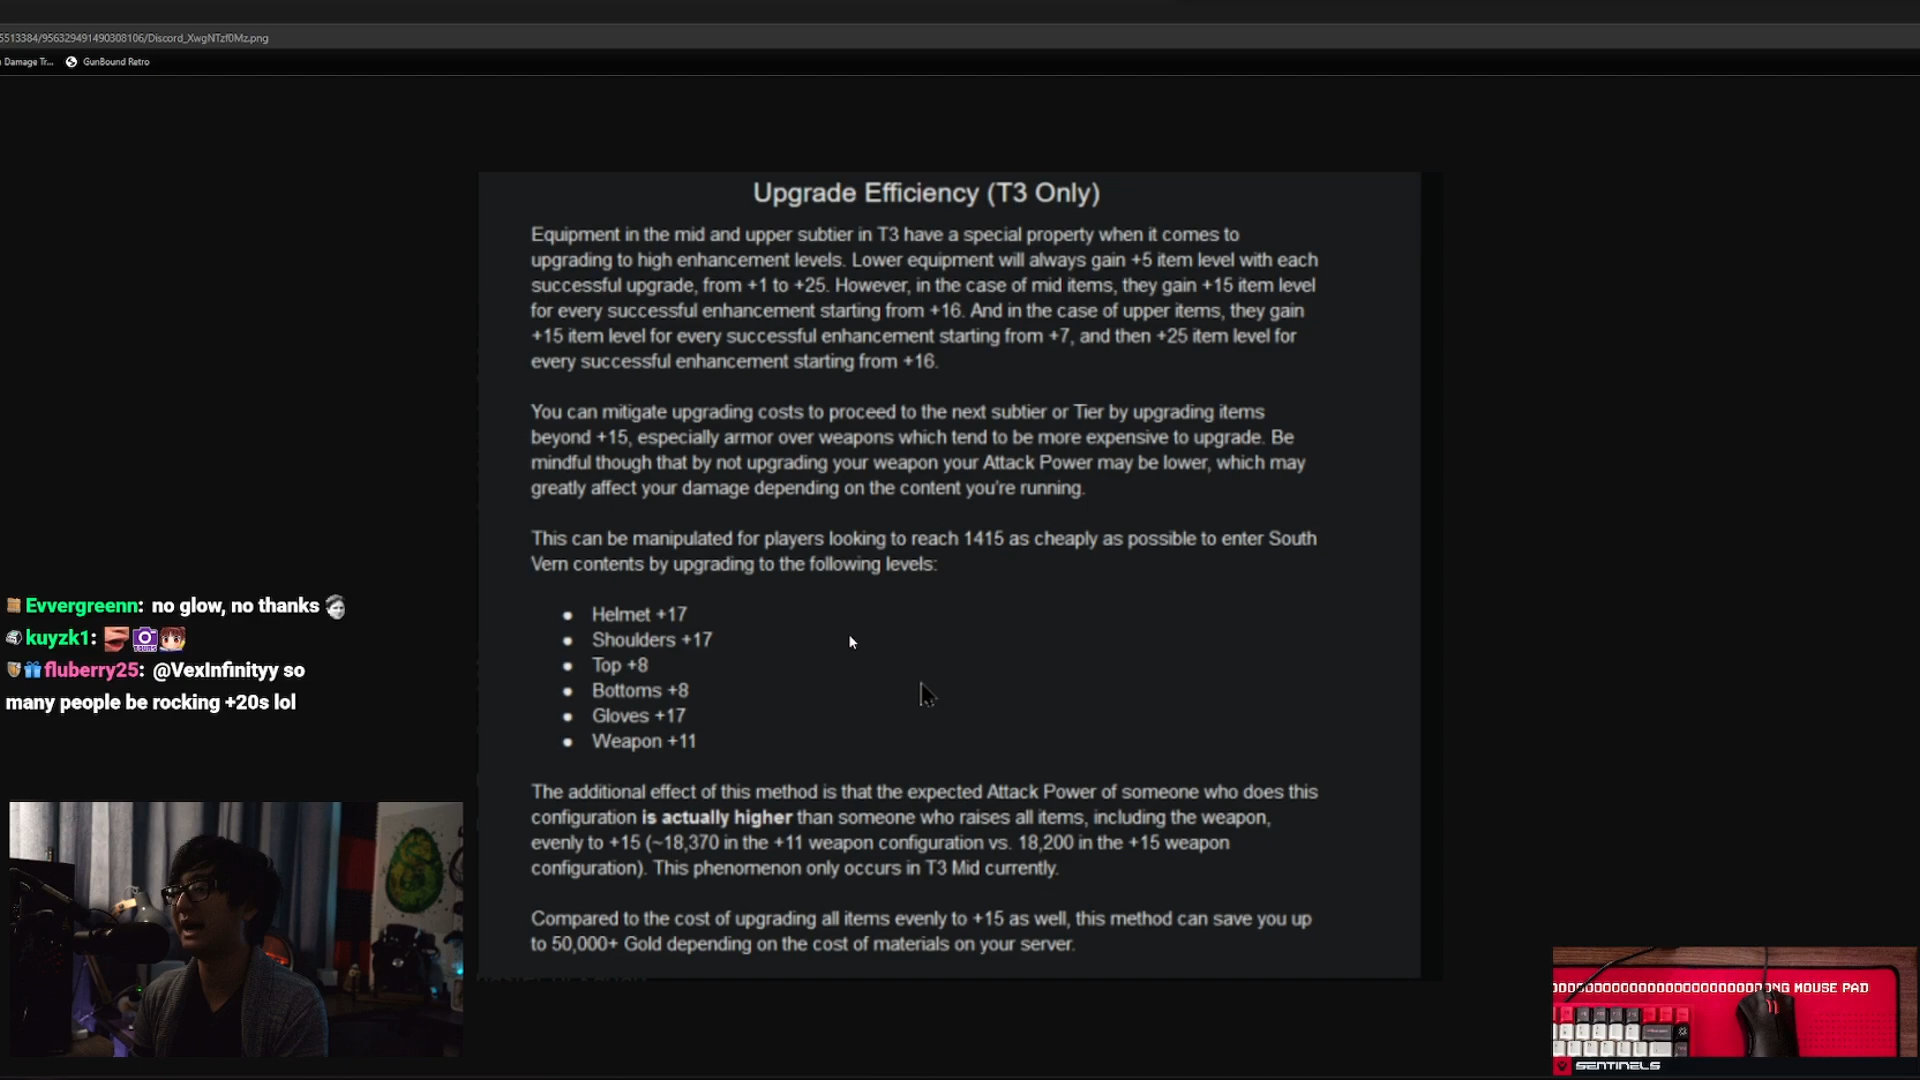 5513384/956329491490308106/Discord_XwgNTzf0Mz.png
Damage Tr... GunBound Retro
Upgrade Efficiency (T3 Only)
Equipment in the mid and upper subtier in T3 have a special property when it comes to
upgrading to high enhancement levels. Lower equipment will always gain +5 item level with each
successful upgrade, from +1 to +25. However, in the case of mid items, they gain +15 item level
for every successful enhancement starting from +16. And in the case of upper items, they gain
+15 item level for every successful enhancement starting from +7, and then +25 item level for
every successful enhancement starting from +16.
You can mitigate upgrading costs to proceed to the next subtier or Tier by upgrading items
beyond +15, especially armor over weapons which tend to be more expensive to upgrade. Be
mindful though that by not upgrading your weapon your Attack Power may be lower, which may
greatly affect your damage depending on the content you're running.
This can be manipulated for players looking to reach 1415 as cheaply as possible to enter South
Vern contents by upgrading to the following levels:
● Helmet +17
● Shoulders +17
● Top +8
● Bottoms +8
● Gloves +17
● Weapon +11
The additional effect of this method is that the expected Attack Power of someone who does this
configuration is actually higher than someone who raises all items, including the weapon,
evenly to +15 (~18,370 in the +11 weapon configuration vs. 18,200 in the +15 weapon
configuration). This phenomenon only occurs in T3 Mid currently.
Compared to the cost of upgrading all items evenly to +15 as well, this method can save you up
to 50,000+ Gold depending on the cost of materials on your server.
Evvergreenn: no glow, no thanks
kuyzk1:
fluberry25: @VexInfinityy so
many people be rocking +20s lol
NG MOUSE PAD
SENTINELS